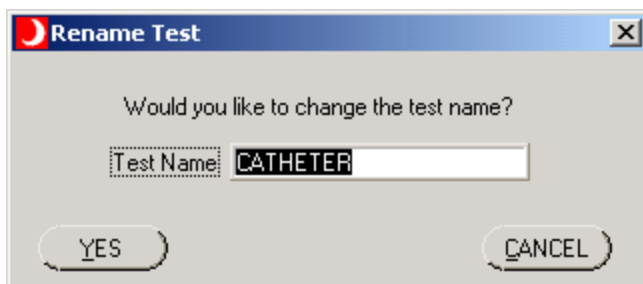 Rename Test
Would you like to change the test name?
Test Name CATHETER
YES CANCEL